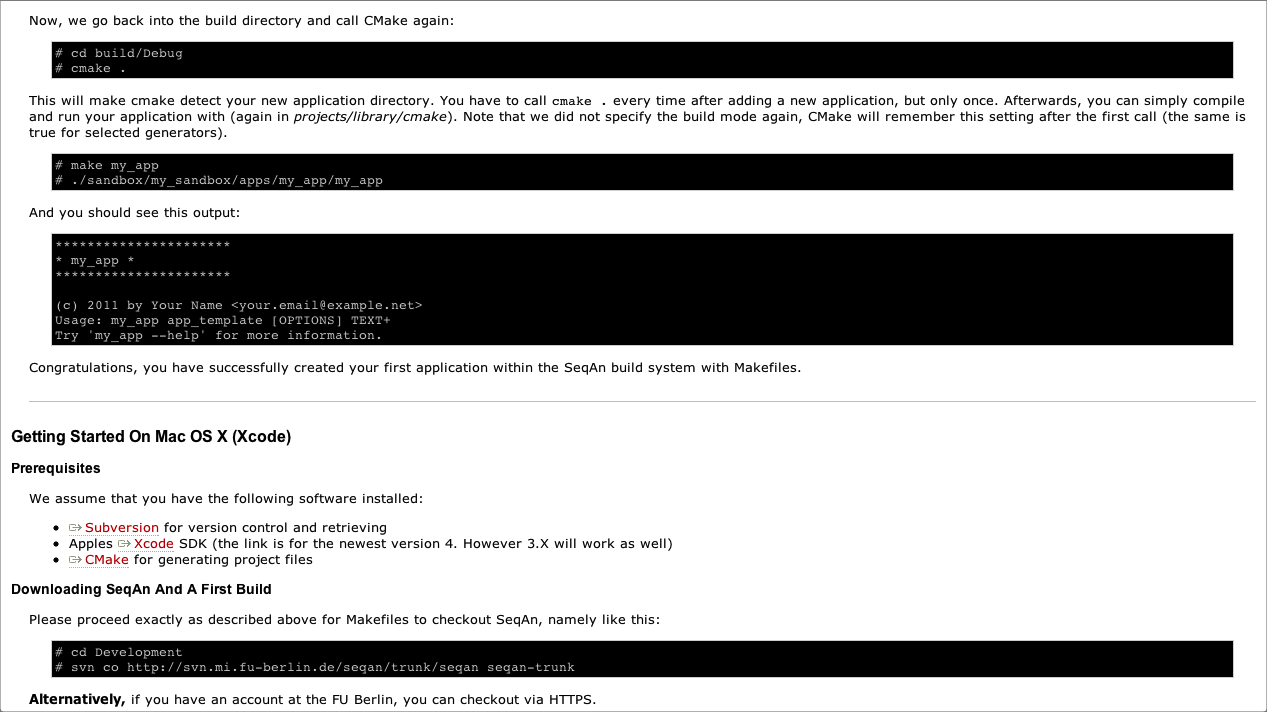 Now, we go back into the build directory and call CMake again:
# cd build/Debug
# cmake .
This will make cmake detect your new application directory. You have to call cmake . every time after adding a new application, but only once. Afterwards, you can simply compile
and run your application with (again in projects/library/cmake). Note that we did not specify the build mode again, CMake will remember this setting after the first call (the same is
true for selected generators).
# make my_app
# ./sandbox/my_sandbox/apps/my_app/my_app
And you should see this output:
**********************
* my_app *
**********************
(c) 2011 by Your Name <your.email@example.net>
Usage: my_app app_template [OPTIONS] TEXT+
Try 'my_app --help' for more information.
Congratulations, you have successfully created your first application within the SeqAn build system with Makefiles.
Getting Started On Mac OS X (Xcode)
Prerequisites
We assume that you have the following software installed:
• Subversion for version control and retrieving
• Apples Xcode SDK (the link is for the newest version 4. However 3.X will work as well)
• CMake for generating project files
Downloading SeqAn And A First Build
Please proceed exactly as described above for Makefiles to checkout SeqAn, namely like this:
# cd Development
# svn co http://svn.mi.fu-berlin.de/seqan/trunk/seqan seqan-trunk
Alternatively, if you have an account at the FU Berlin, you can checkout via HTTPS.